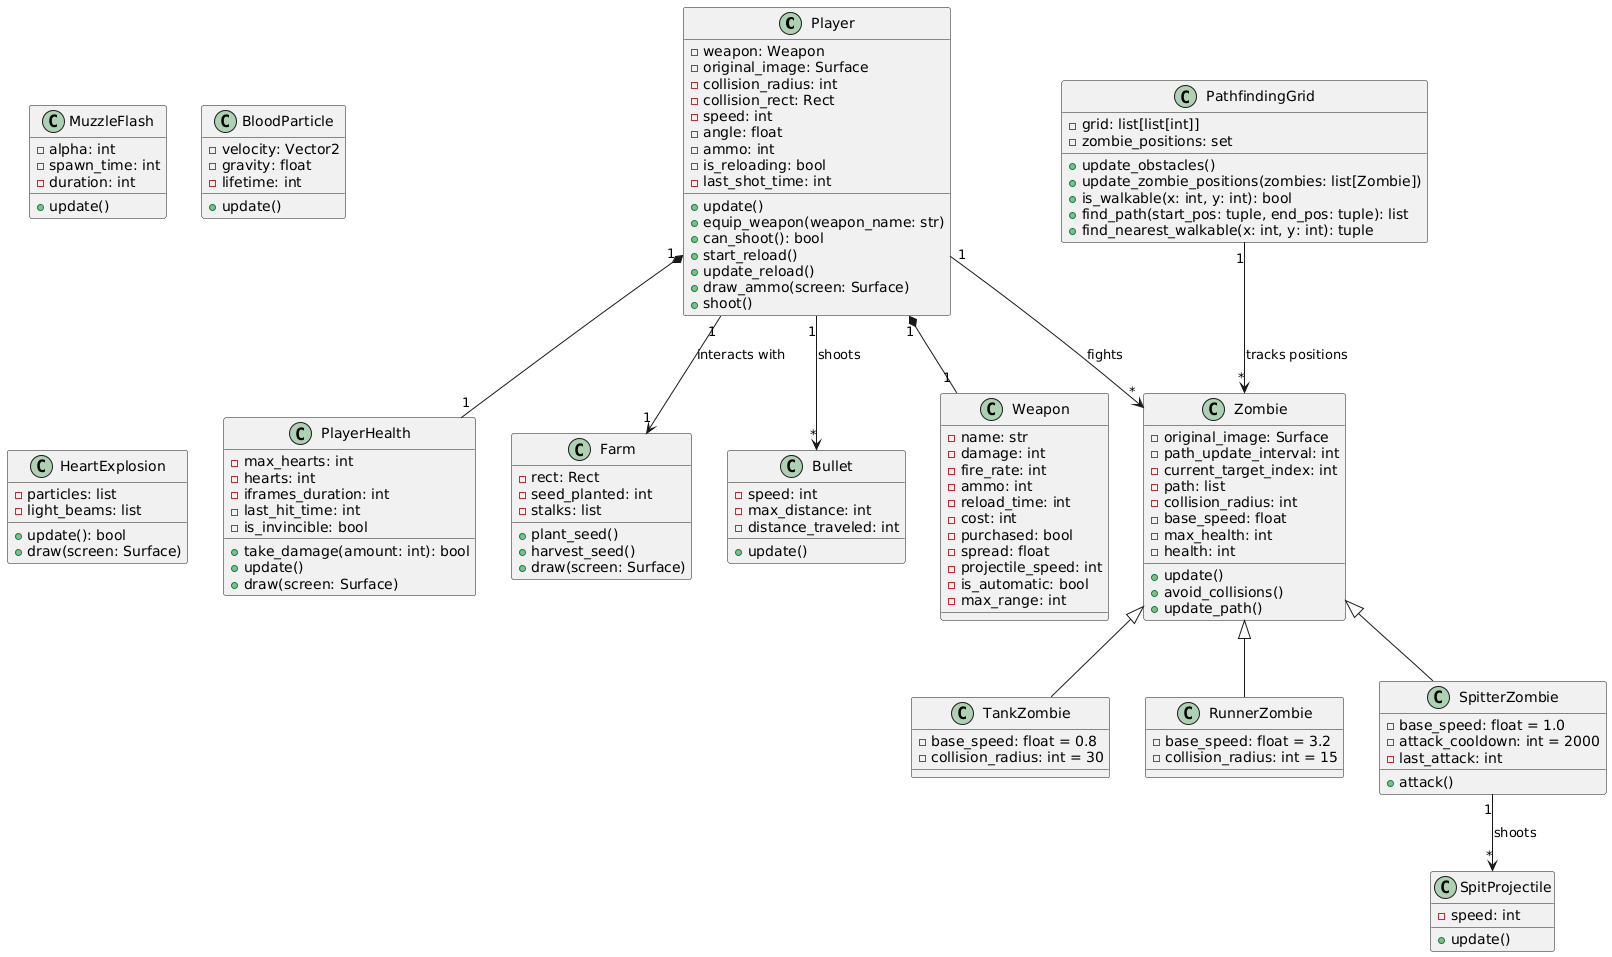 C Player
weapon: Weapon
original_image: Surface
collision_radius: int
collision_rect: Rect
speed: int
angle: float
ammo: int
is_reloading: bool
last_shot_time: int
update()
equip_weapon(weapon_name: str)
can_shoot(): bool
start_reload()
update_reload()
draw_ammo(screen: Surface)
shoot()
C PathfindingGrid
grid: list[list[int]]
zombie_positions: set
update_obstacles()
update_zombie_positions(zombies: list[Zombie])
is_walkable(x: int, y: int): bool
find_path(start_pos: tuple, end_pos: tuple): list
find_nearest_walkable(x: int, y: int): tuple
C MuzzleFlash
alpha: int
spawn_time: int
duration: int
update()
C BloodParticle
velocity: Vector2
gravity: float
lifetime: int
update()
1
1
1
interacts with
1
1
shoots
*
1
1
1
fights
*
1
tracks positions
*
C HeartExplosion
particles: list
light_beams: list
update(): bool
draw(screen: Surface)
C PlayerHealth
max_hearts: int
hearts: int
iframes_duration: int
last_hit_time: int
is_invincible: bool
take_damage(amount: int): bool
update()
draw(screen: Surface)
C Farm
rect: Rect
seed_planted: int
stalks: list
plant_seed()
harvest_seed()
draw(screen: Surface)
C Bullet
speed: int
max_distance: int
distance_traveled: int
update()
C Weapon
name: str
damage: int
fire_rate: int
ammo: int
reload_time: int
cost: int
purchased: bool
spread: float
projectile_speed: int
is_automatic: bool
max_range: int
C Zombie
original_image: Surface
path_update_interval: int
current_target_index: int
path: list
collision_radius: int
base_speed: float
max_health: int
health: int
update()
avoid_collisions()
update_path()
C TankZombie
base_speed: float = 0.8
collision_radius: int = 30
C RunnerZombie
base_speed: float = 3.2
collision_radius: int = 15
C SpitterZombie
base_speed: float = 1.0
attack_cooldown: int = 2000
last_attack: int
attack()
1
shoots
*
C SpitProjectile
speed: int
update()